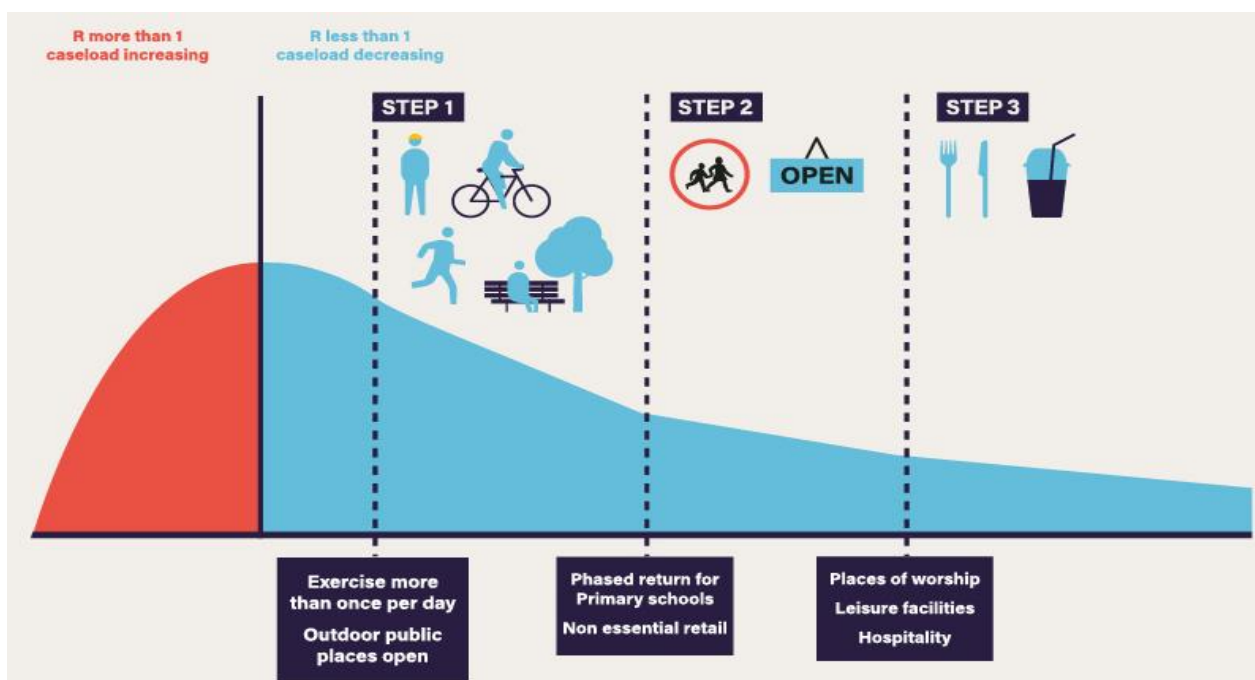 R more than 1
caseload increasing
R less than 1
caseload decreasing
STEP 1
STEP 2
STEP 3
OPEN
Exercise more
than once per day
Outdoor public
places open
Phased return for
Primary schools
Non essential retail
Places of worship
Leisure facilities
Hospitality